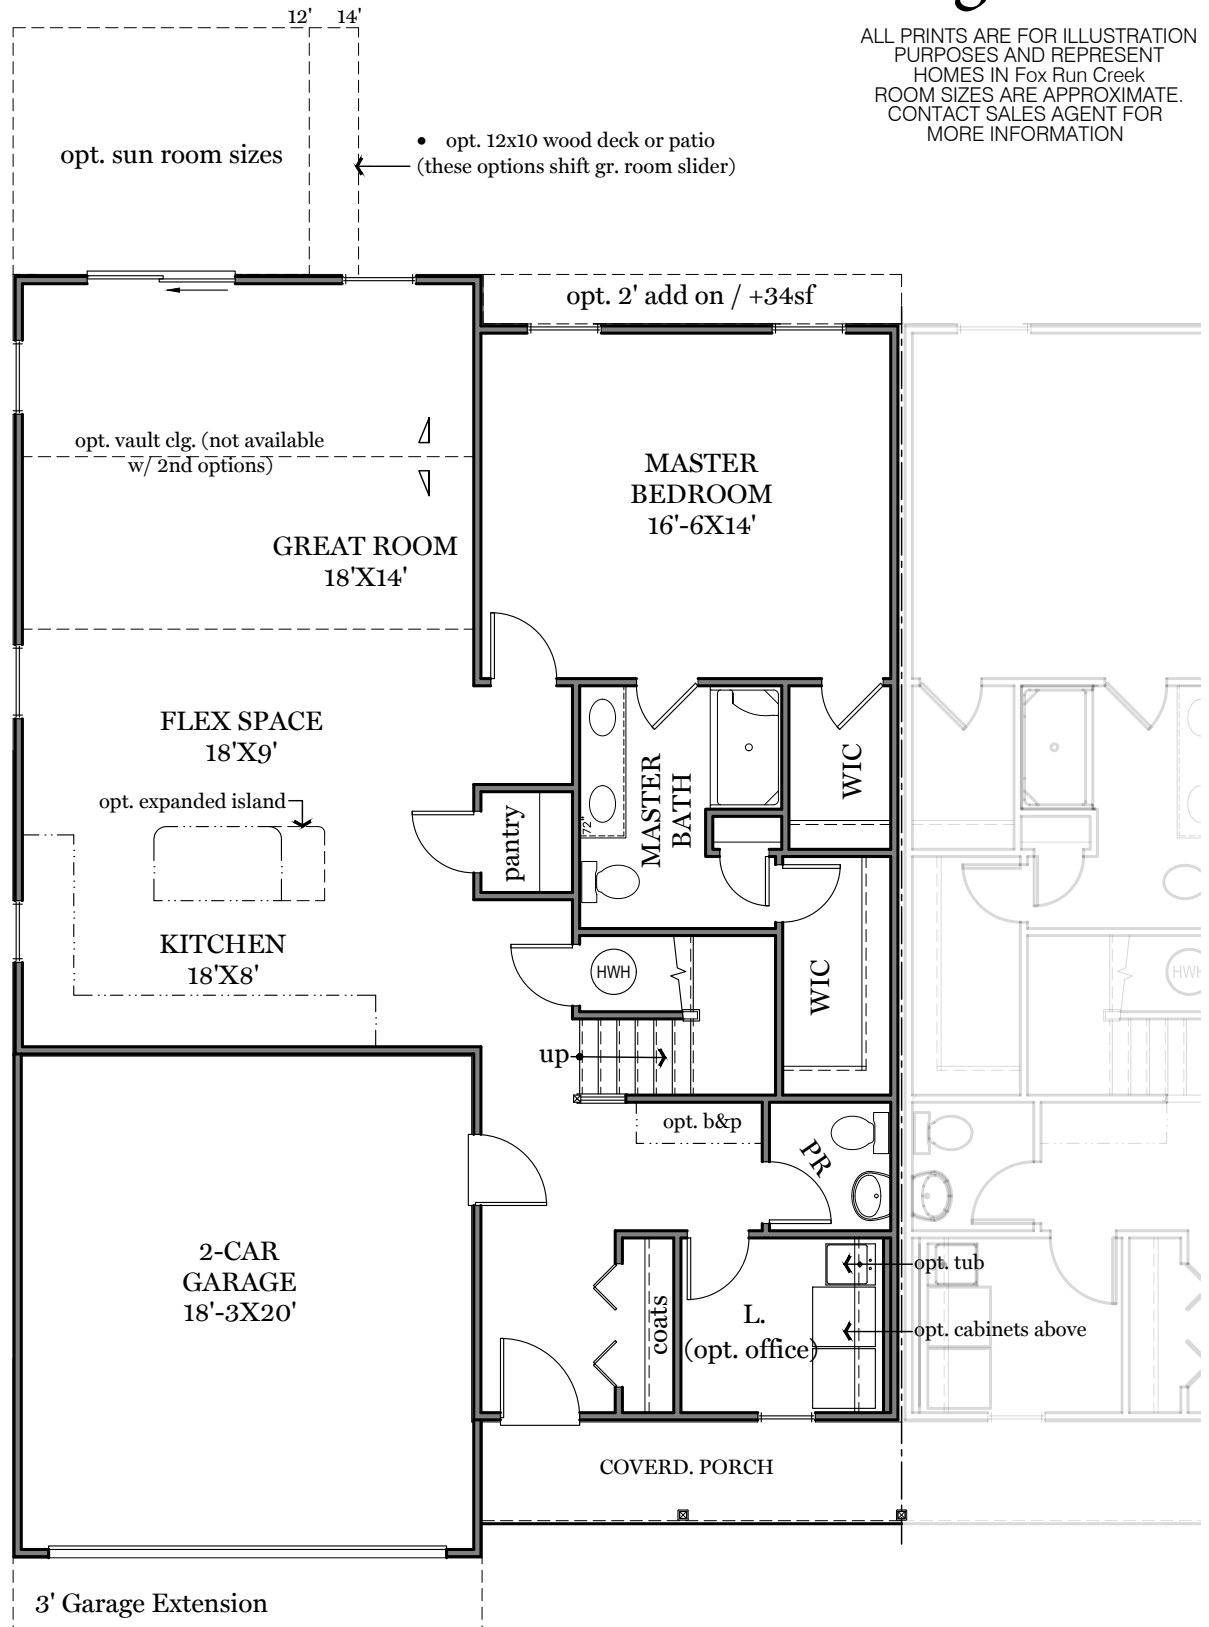 12' 14'
ALL PRINTS ARE FOR ILLUSTRATION
PURPOSES AND REPRESENT
HOMES IN Fox Run Creek
ROOM SIZES ARE APPROXIMATE.
CONTACT SALES AGENT FOR
MORE INFORMATION
opt. sun room sizes
• opt. 12x10 wood deck or patio
(these options shift gr. room slider)
opt. 2' add on / +34sf
opt. vault clg. (not available
w/ 2nd options)
GREAT ROOM
18'X14'
MASTER
BEDROOM
16'-6X14'
FLEX SPACE
18'X9'
opt. expanded island
pantry
72"
MASTER
BATH
WIC
KITCHEN
18'X8'
HWH
WIC
HWH
up
opt. b&p
PR
2-CAR
GARAGE
18'-3X20'
coats
L.
(opt. office)
opt. tub
opt. cabinets above
COVERD. PORCH
3' Garage Extension